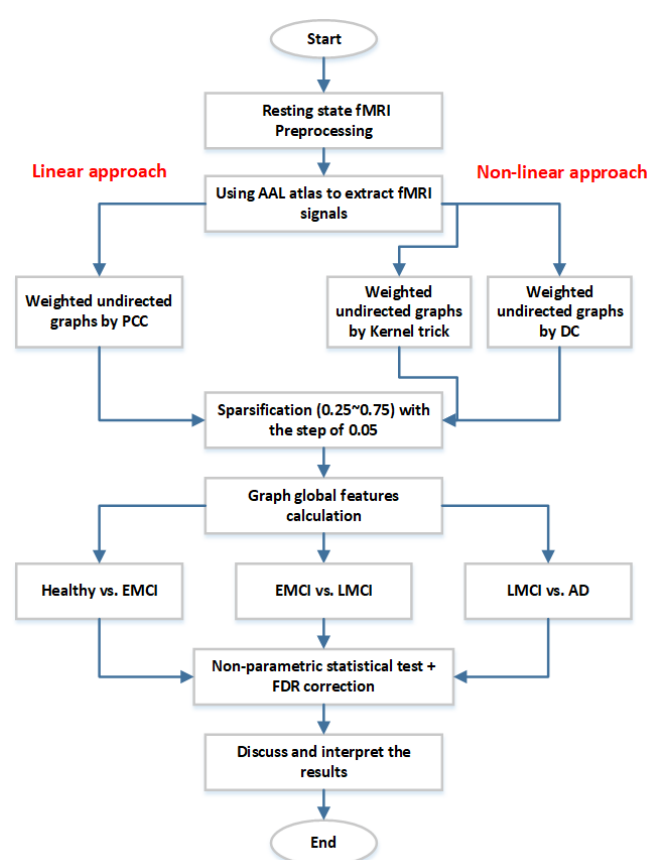 Start
Resting state fMRI
Preprocessing
Linear approach
Non-linear approach
Using AAL atlas to extract fMRI
signals
Weighted undirected
graphs by PCC
Weighted
undirected graphs
by Kernel trick
Weighted
undirected graphs
by DC
Sparsification (0.25~0.75) with
the step of 0.05
Graph global features
calculation
Healthy vs. EMCI
EMCI vs. LMCI
LMCI vs. AD
Non-parametric statistical test +
FDR correction
Discuss and interpret the
results
End